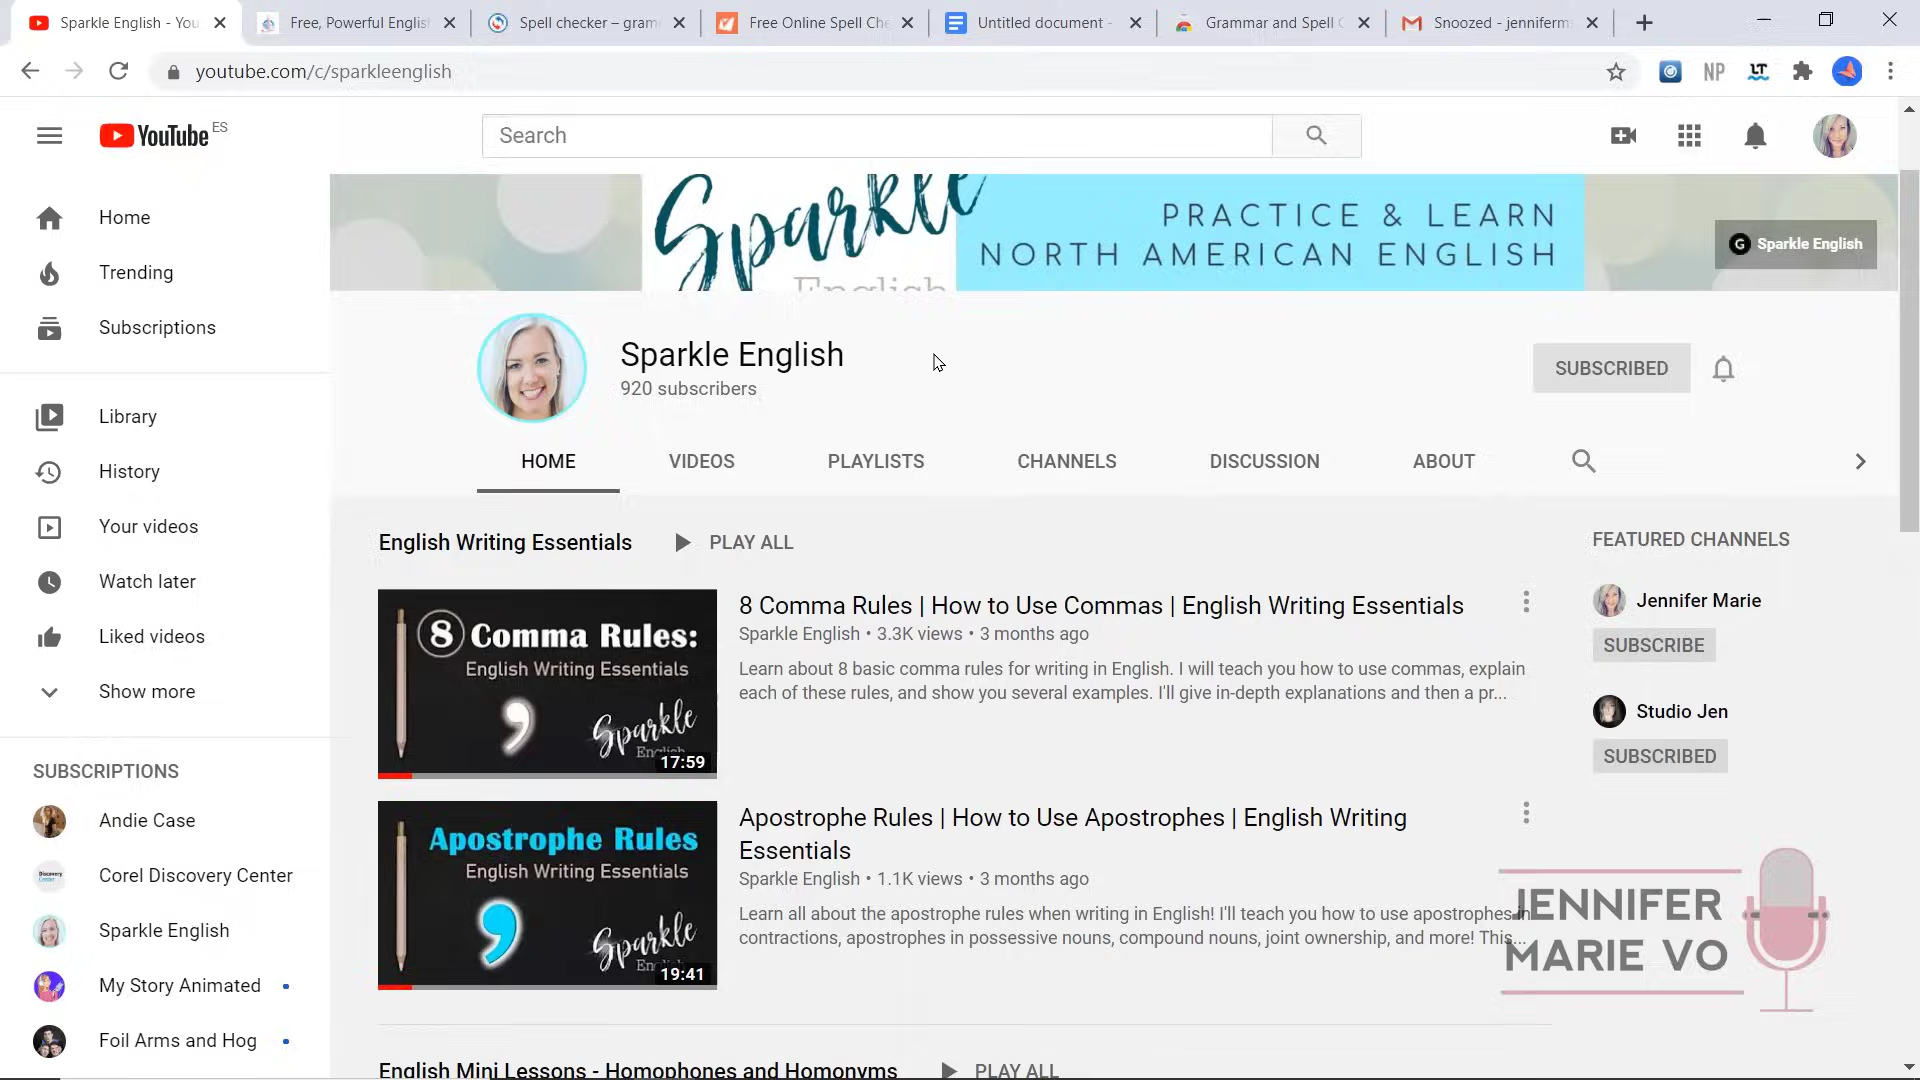 Sparkle English - You
Free, Powerful Englis
Spell checker – gram
Free Online Spell Che
Untitled document -
Grammar and Spell C
Snoozed - jenniferm
youtube.com/c/sparkleenglish
NP
LT
YouTube ES
Search
Home
Trending
Subscriptions
Library
History
Your videos
Watch later
Liked videos
Show more
SUBSCRIPTIONS
Andie Case
Corel Discovery Center
Sparkle English
My Story Animated
Foil Arms and Hog
Sparkle
English
PRACTICE & LEARN
NORTH AMERICAN ENGLISH
G Sparkle English
Sparkle English
920 subscribers
SUBSCRIBED
HOME
VIDEOS
PLAYLISTS
CHANNELS
DISCUSSION
ABOUT
English Writing Essentials
PLAY ALL
8 Comma Rules:
English Writing Essentials
,
Sparkle
English
17:59
8 Comma Rules | How to Use Commas | English Writing Essentials
Sparkle English • 3.3K views • 3 months ago
Learn about 8 basic comma rules for writing in English. I will teach you how to use commas, explain
each of these rules, and show you several examples. I'll give in-depth explanations and then a pr...
Apostrophe Rules
English Writing Essentials
,
Sparkle
English
19:41
Apostrophe Rules | How to Use Apostrophes | English Writing
Essentials
Sparkle English • 1.1K views • 3 months ago
Learn all about the apostrophe rules when writing in English! I'll teach you how to use apostrophes in
contractions, apostrophes in possessive nouns, compound nouns, joint ownership, and more! This...
English Mini Lessons - Homophones and Homonyms
PLAY ALL
FEATURED CHANNELS
Jennifer Marie
SUBSCRIBE
Studio Jen
SUBSCRIBED
JENNIFER
MARIE VO